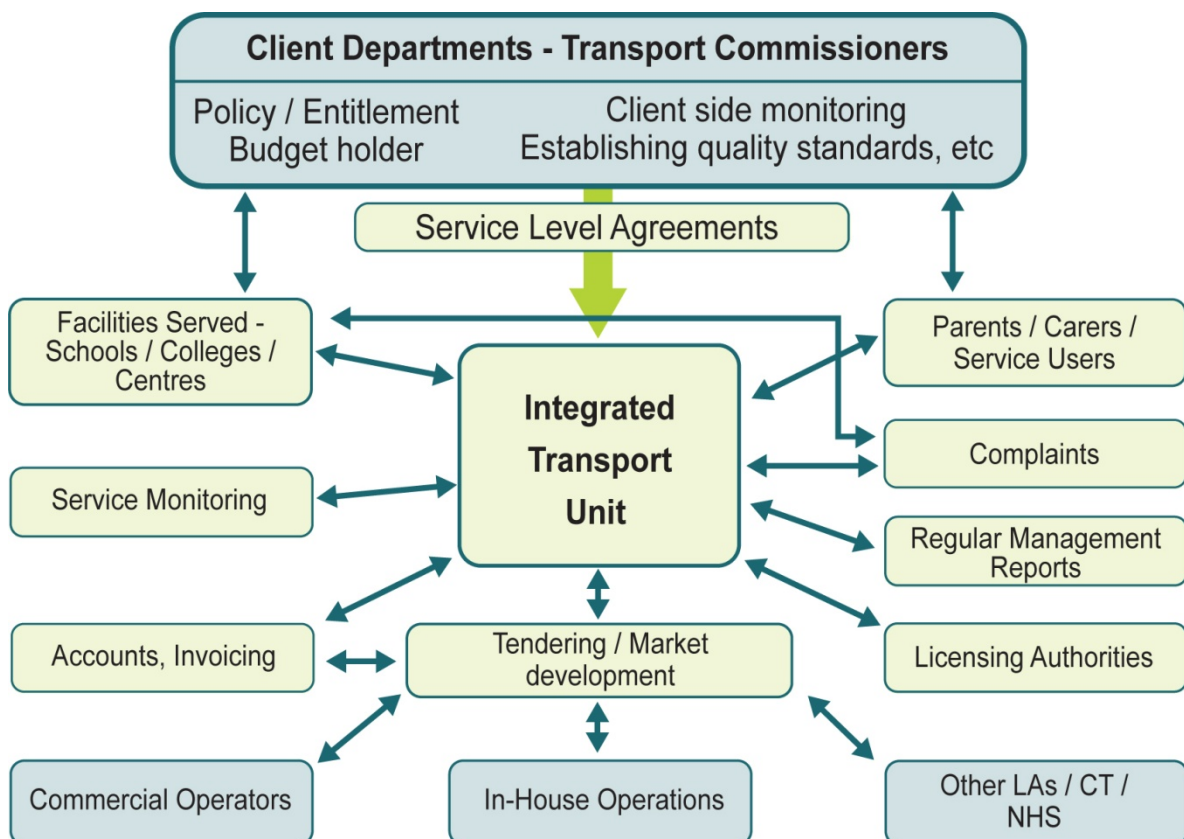 Client Departments - Transport Commissioners
Policy / Entitlement
Budget holder
Client side monitoring
Establishing quality standards, etc
Service Level Agreements
Facilities Served -
Schools / Colleges /
Centres
Parents / Carers /
Service Users
Integrated
Transport
Unit
Complaints
Service Monitoring
Regular Management
Reports
Accounts, Invoicing
Tendering / Market
development
Licensing Authorities
Commercial Operators
In-House Operations
Other LAs / CT /
NHS